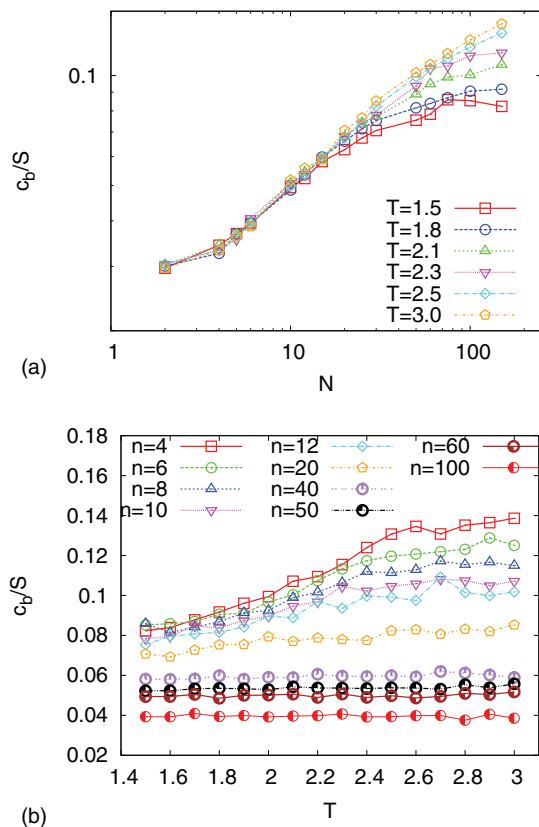 0.1
c_b/S
T=1.5
T=1.8
T=2.1
T=2.3
T=2.5
T=3.0
1 10 100
N
(a)
0.18
0.16
0.14
0.12
0.1
0.08
0.06
0.04
0.02
c_b/S
n=4 n=12 n=60
n=6 n=20 n=100
n=8 n=40
n=10 n=50
1.4 1.6 1.8 2 2.2 2.4 2.6 2.8 3
T
(b)